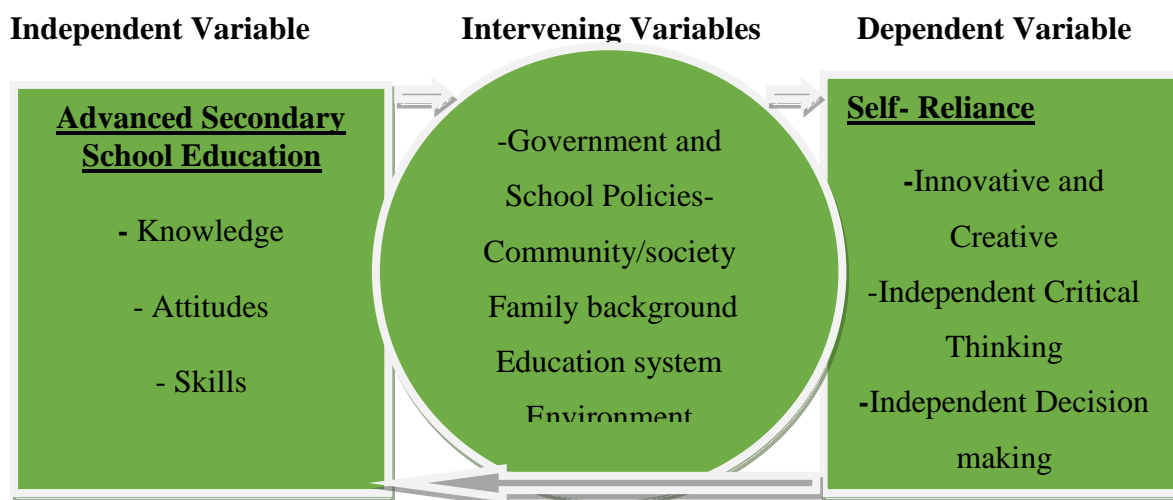 Independent Variable
Intervening Variables
Dependent Variable
Advanced Secondary
School Education
- Knowledge
- Attitudes
- Skills
-Government and
School Policies-
Community/society
Family background
Education system
Environment
Self- Reliance
-Innovative and
Creative
-Independent Critical
Thinking
-Independent Decision
making